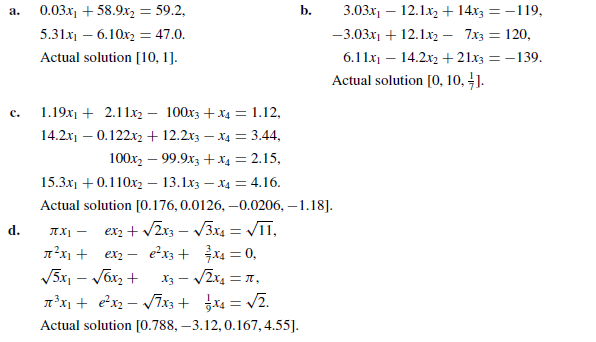 a. 0.03x₁ + 58.9x₂ = 59.2,
5.31x₁ − 6.10x₂ = 47.0.
Actual solution [10, 1].
b. 3.03x₁ − 12.1x₂ + 14x₃ = −119,
−3.03x₁ + 12.1x₂ − 7x₃ = 120,
6.11x₁ − 14.2x₂ + 21x₃ = −139.
Actual solution [0, 10, 1/7].
c. 1.19x₁ + 2.11x₂ − 100x₃ + x₄ = 1.12,
14.2x₁ − 0.122x₂ + 12.2x₃ − x₄ = 3.44,
100x₂ − 99.9x₃ + x₄ = 2.15,
15.3x₁ + 0.110x₂ − 13.1x₃ − x₄ = 4.16.
Actual solution [0.176, 0.0126, −0.0206, −1.18].
d. πx₁ − ex₂ + √2x₃ − √3x₄ = √11,
π²x₁ + ex₂ − e²x₃ + 3/7x₄ = 0,
√5x₁ − √6x₂ + x₃ − √2x₄ = π,
π³x₁ + e²x₂ − √7x₃ + 1/9x₄ = √2.
Actual solution [0.788, −3.12, 0.167, 4.55].